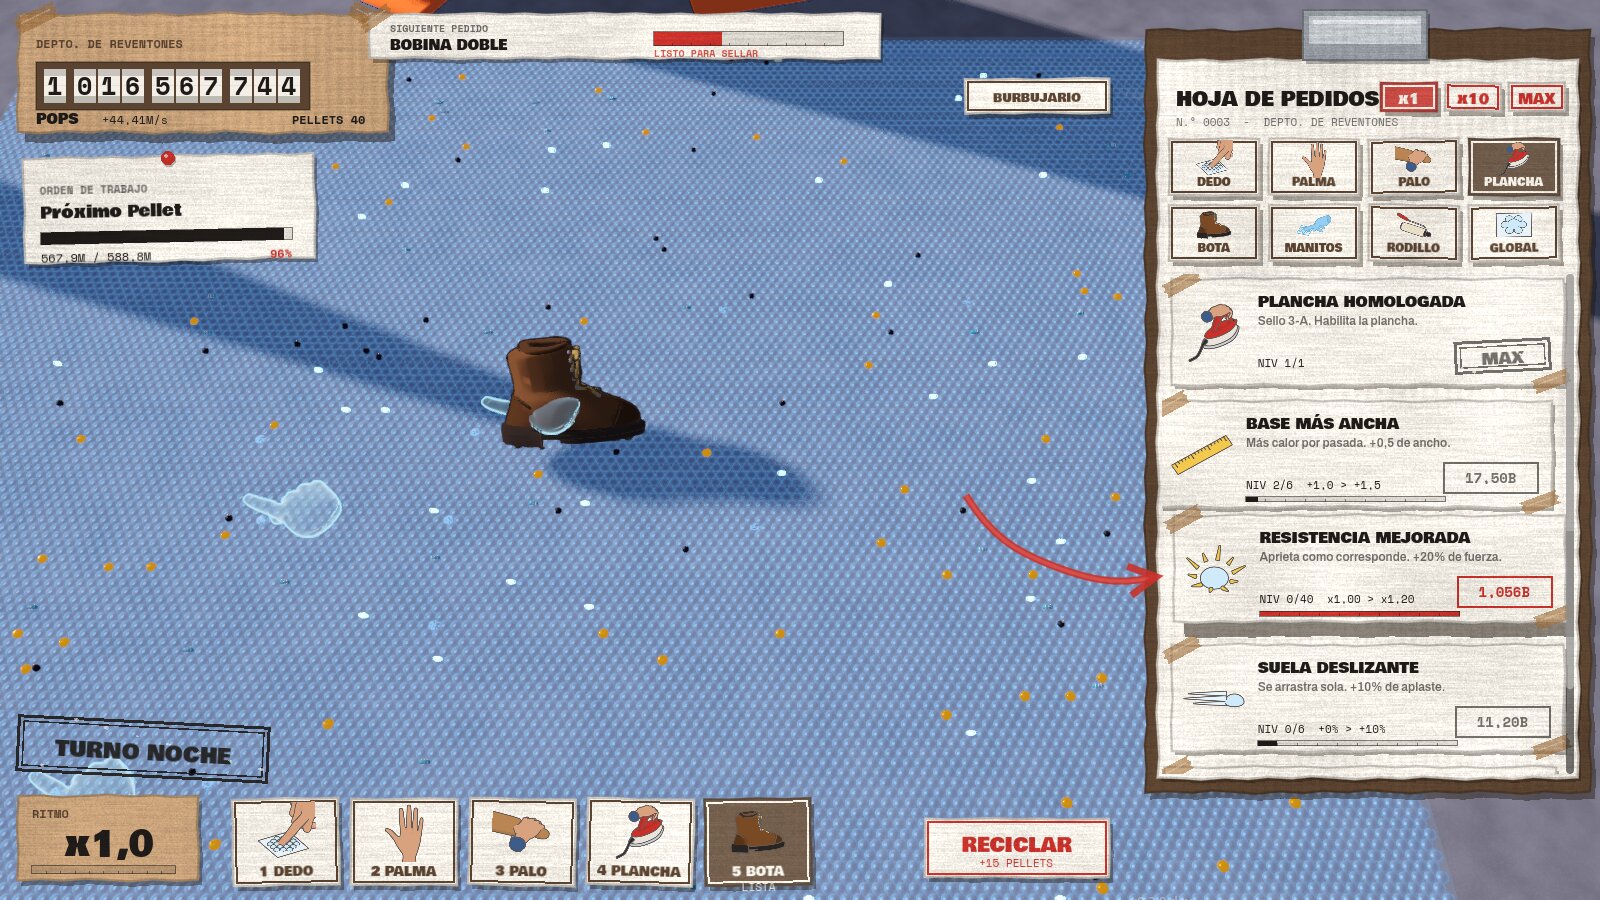 DEPTO. DE REVENTONES
1 016 567 744
POPS +44,41M/s PELLETS 40
SIGUIENTE PEDIDO
BOBINA DOBLE
LISTO PARA SELLAR
BURBUJARIO
ORDEN DE TRABAJO
Próximo Pellet
567,9M / 588,8M 96%
HOJA DE PEDIDOS x1 x10 MAX
N.° 0003 - DEPTO. DE REVENTONES
DEDO PALMA PALO PLANCHA
BOTA MANITOS RODILLO GLOBAL
PLANCHA HOMOLOGADA
Sello 3-A. Habilita la plancha.
NIV 1/1 MAX
BASE MÁS ANCHA
Más calor por pasada. +0,5 de ancho.
NIV 2/6 +1,0 > +1,5 17,50B
RESISTENCIA MEJORADA
Aprieta como corresponde. +20% de fuerza.
NIV 0/40 x1,00 > x1,20 1,056B
SUELA DESLIZANTE
Se arrastra sola. +10% de aplaste.
NIV 0/6 +0% > +10% 11,20B
TURNO NOCHE
RITMO
x1,0
1 DEDO 2 PALMA 3 PALO 4 PLANCHA 5 BOTA
LISTA
RECICLAR
+15 PELLETS